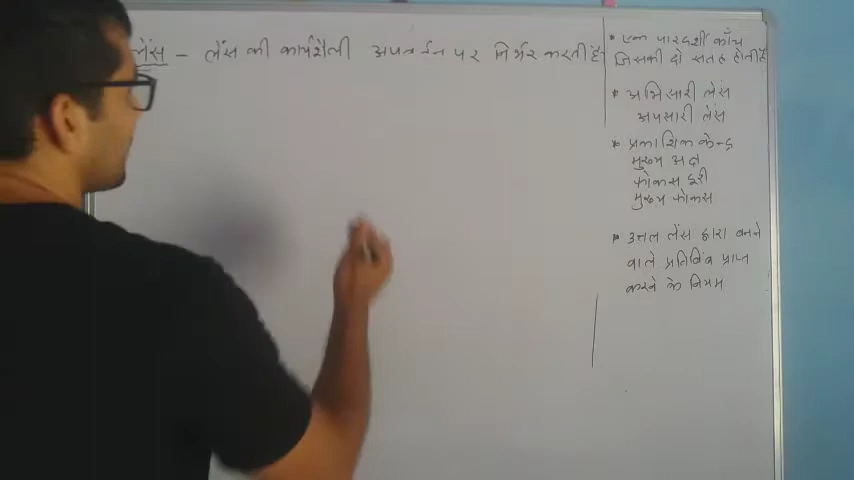 लेंस – लेंस की कार्यशैली अपवर्तन पर निर्भर करती है
• एक पारदर्शी काँच
जिसकी दो सतह होती हैं
• अभिसारी लेंस
अपसारी लेंस
• प्रकाशिक केन्द्र
मुख्य अक्ष
फोकस दूरी
मुख्य फोकस
• उत्तल लेंस द्वारा बनने
वाले प्रतिबिंब प्राप्त
करने के नियम